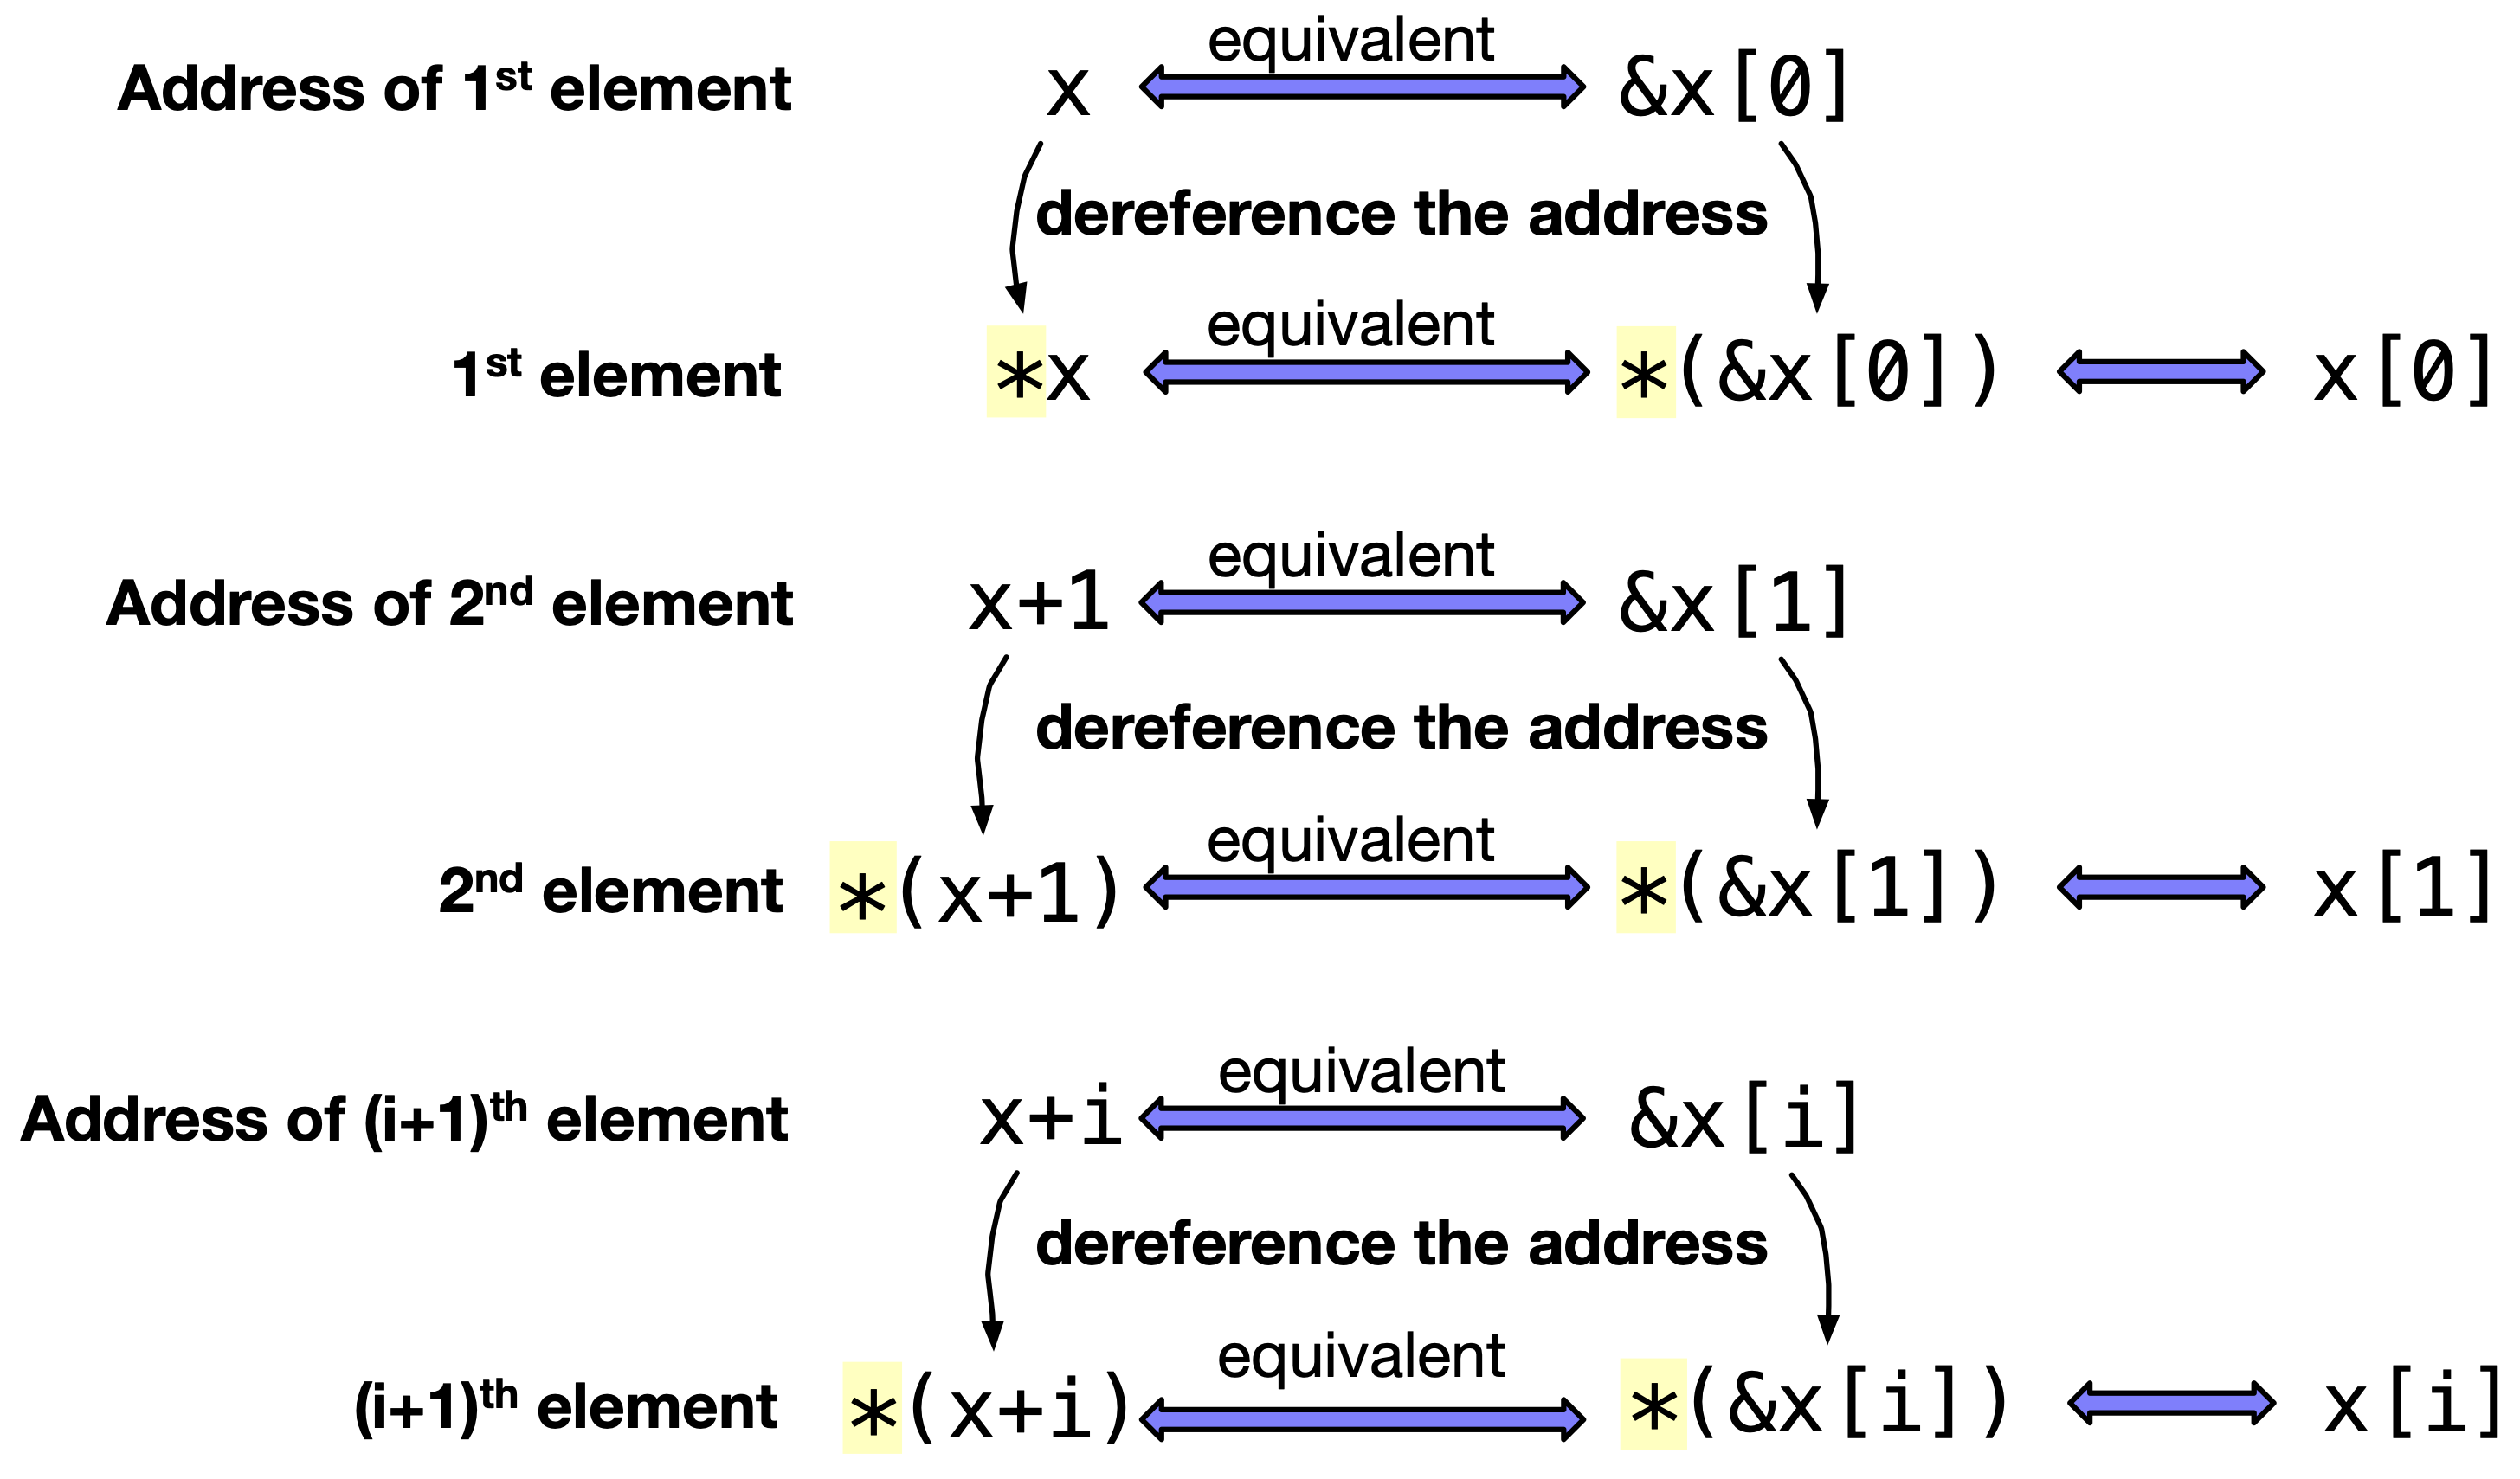 equivalent
Address of 1st element x &x[0]
dereference the address
equivalent
1st element *x *(&x[0]) x[0]
equivalent
Address of 2nd element x+1 &x[1]
dereference the address
equivalent
2nd element *(x+1) *(&x[1]) x[1]
equivalent
Address of (i+1)th element x+i &x[i]
dereference the address
equivalent
(i+1)th element *(x+i) *(&x[i]) x[i]